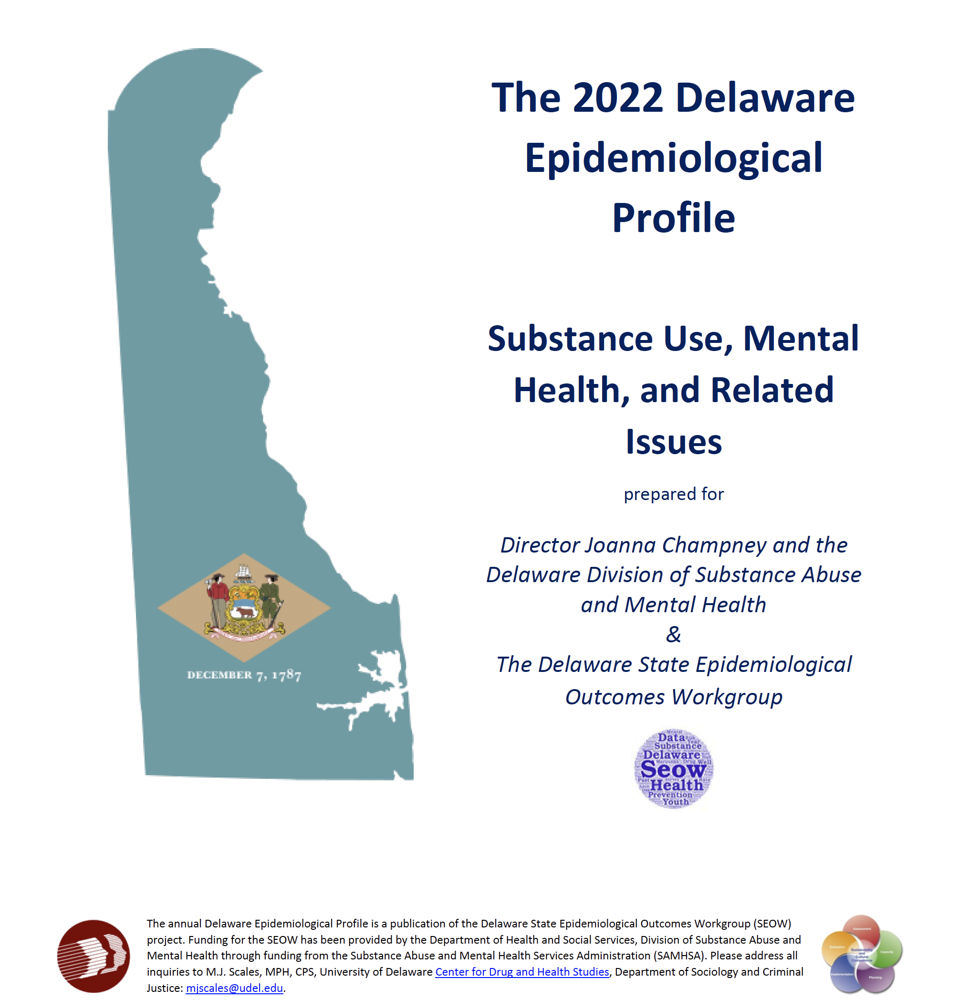 The 2022 Delaware
Epidemiological
Profile
Substance Use, Mental
Health, and Related
Issues
prepared for
Director Joanna Champney and the
Delaware Division of Substance Abuse
and Mental Health
&
The Delaware State Epidemiological
Outcomes Workgroup
DECEMBER 7, 1787
Mental
Data Risk
Year
Substance
Delaware
Marijuana Drug Well
Seow
Past Survey Rate
Health
Prevention
Youth
The annual Delaware Epidemiological Profile is a publication of the Delaware State Epidemiological Outcomes Workgroup (SEOW)
project. Funding for the SEOW has been provided by the Department of Health and Social Services, Division of Substance Abuse and
Mental Health through funding from the Substance Abuse and Mental Health Services Administration (SAMHSA). Please address all
inquiries to M.J. Scales, MPH, CPS, University of Delaware Center for Drug and Health Studies, Department of Sociology and Criminal
Justice: mjscales@udel.edu.
Assessment
Evaluation
Capacity
Sustainability
and
Cultural
Competence
Implementation
Planning